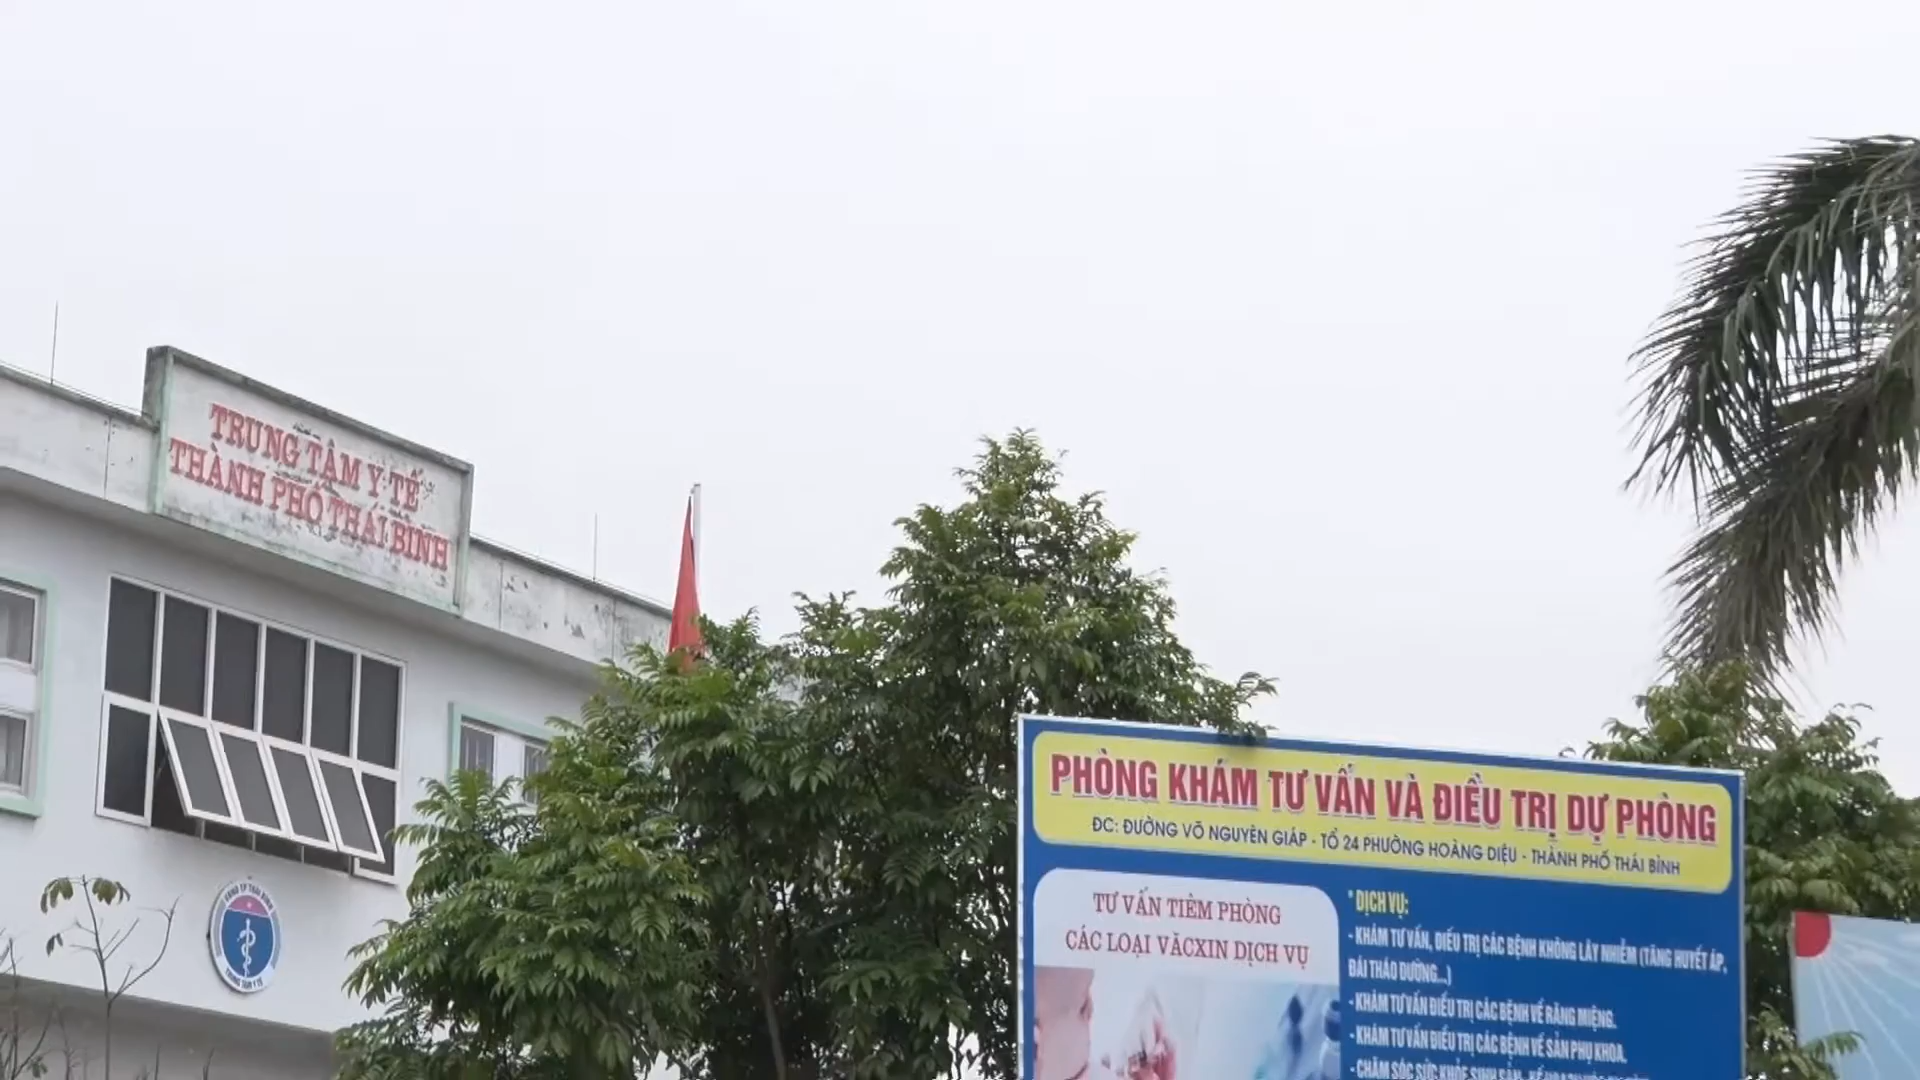 TRUNG TÂM Y TẾ
THÀNH PHỐ THÁI BÌNH
TRUNG TÂM Y TẾ
PHÒNG KHÁM TƯ VẤN VÀ ĐIỀU TRỊ DỰ PHÒNG
ĐC: ĐƯỜNG VÕ NGUYÊN GIÁP - TỔ 24 PHƯỜNG HOÀNG DIỆU - THÀNH PHỐ THÁI BÌNH
TƯ VẤN TIÊM PHÒNG
CÁC LOẠI VĂCXIN DỊCH VỤ
* DỊCH VỤ:
- KHÁM TƯ VẤN, ĐIỀU TRỊ CÁC BỆNH KHÔNG LÂY NHIỄM (TĂNG HUYẾT ÁP,
ĐÁI THÁO ĐƯỜNG...)
- KHÁM TƯ VẤN ĐIỀU TRỊ CÁC BỆNH VỀ RĂNG MIỆNG.
- KHÁM TƯ VẤN ĐIỀU TRỊ CÁC BỆNH VỀ SẢN PHỤ KHOA.
- CHĂM SÓC SỨC KHỎE SINH SẢN -